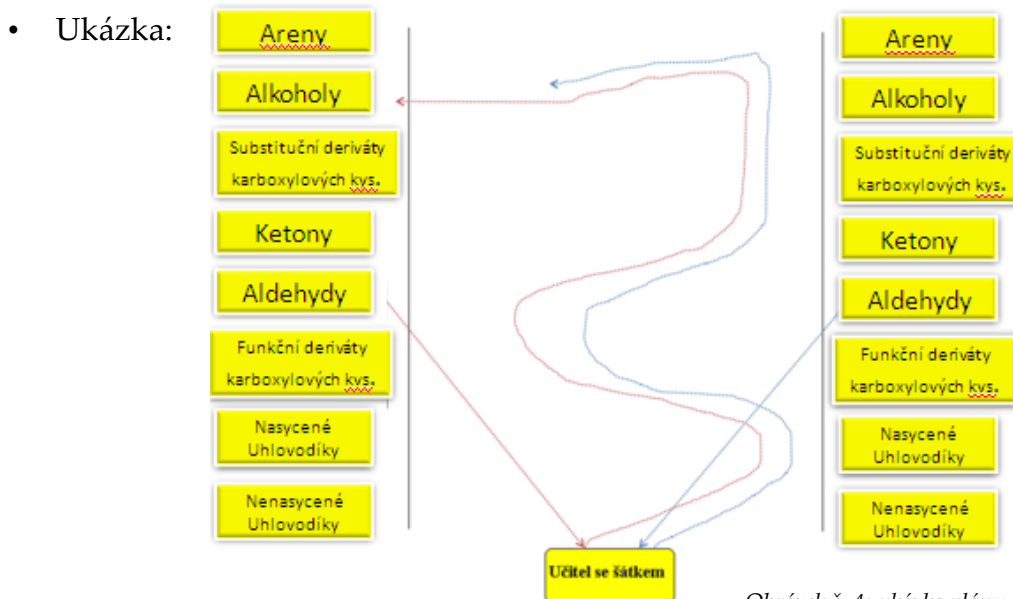 • Ukázka:
Areny
Alkoholy
Substituční deriváty
karboxylových kys.
Ketony
Aldehydy
Funkční deriváty
karboxylových kys.
Nasycené
Uhlovodíky
Nenasycené
Uhlovodíky
Areny
Alkoholy
Substituční deriváty
karboxylových kys.
Ketony
Aldehydy
Funkční deriváty
karboxylových kys.
Nasycené
Uhlovodíky
Nenasycené
Uhlovodíky
Učitel se šátkem